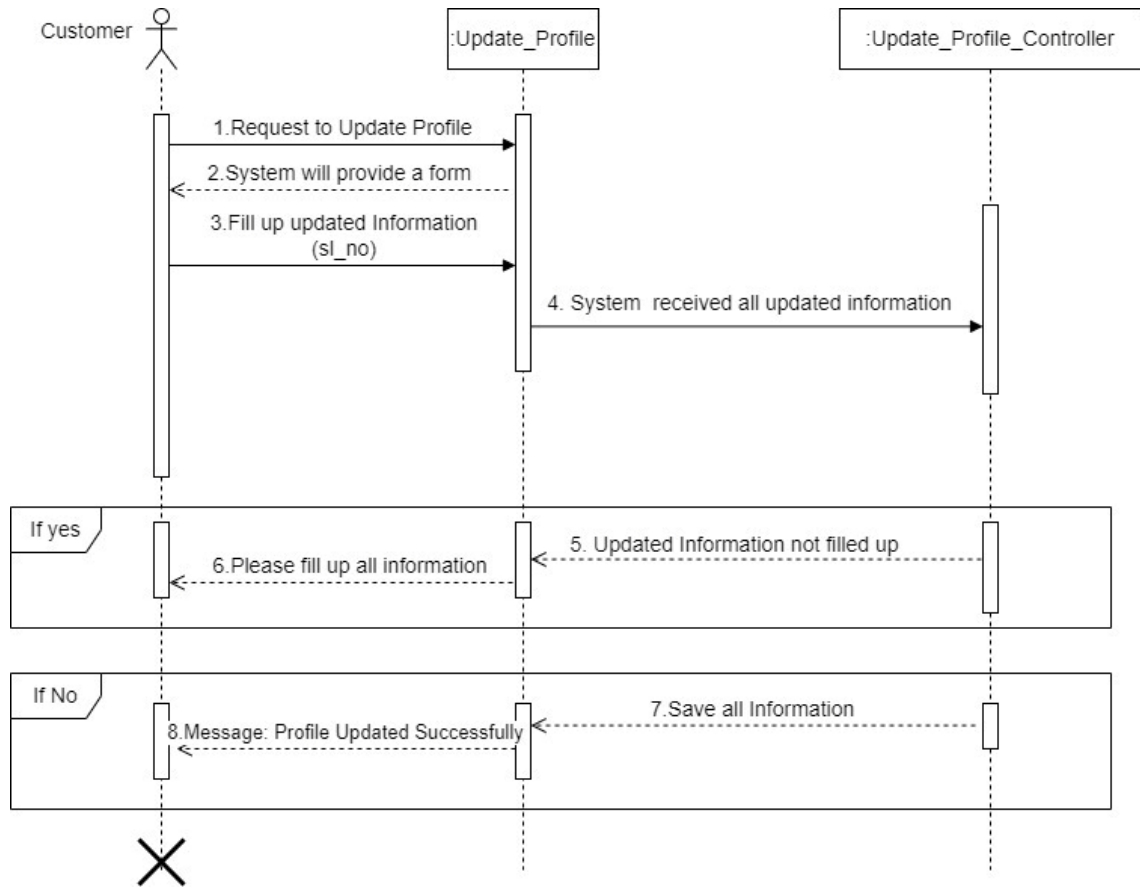 Customer
:Update_Profile
:Update_Profile_Controller
1.Request to Update Profile
2.System will provide a form
3.Fill up updated Information
(sl_no)
4. System  received all updated information
If yes
5. Updated Information not filled up
6.Please fill up all information
If No
7.Save all Information
8.Message: Profile Updated Successfully